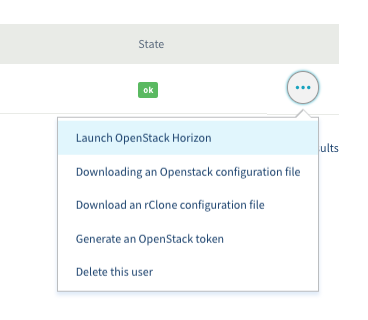 State
ok
Launch OpenStack Horizon
ults
Downloading an Openstack configuration file
Download an rClone configuration file
Generate an OpenStack token
Delete this user